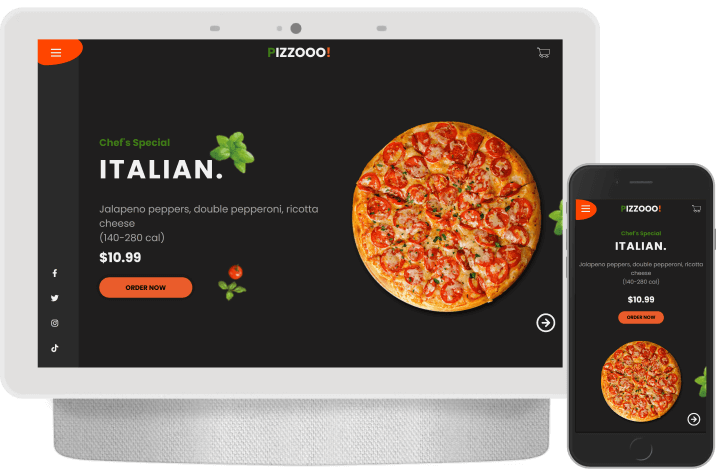 PIZZOOO!
Chef's Special
ITALIAN.
Jalapeno peppers, double pepperoni, ricotta
cheese
(140-280 cal)
$10.99
ORDER NOW
PIZZOOO!
Chef's Special
ITALIAN.
Jalapeno peppers, double pepperoni, ricotta
cheese
(140-280 cal)
$10.99
ORDER NOW